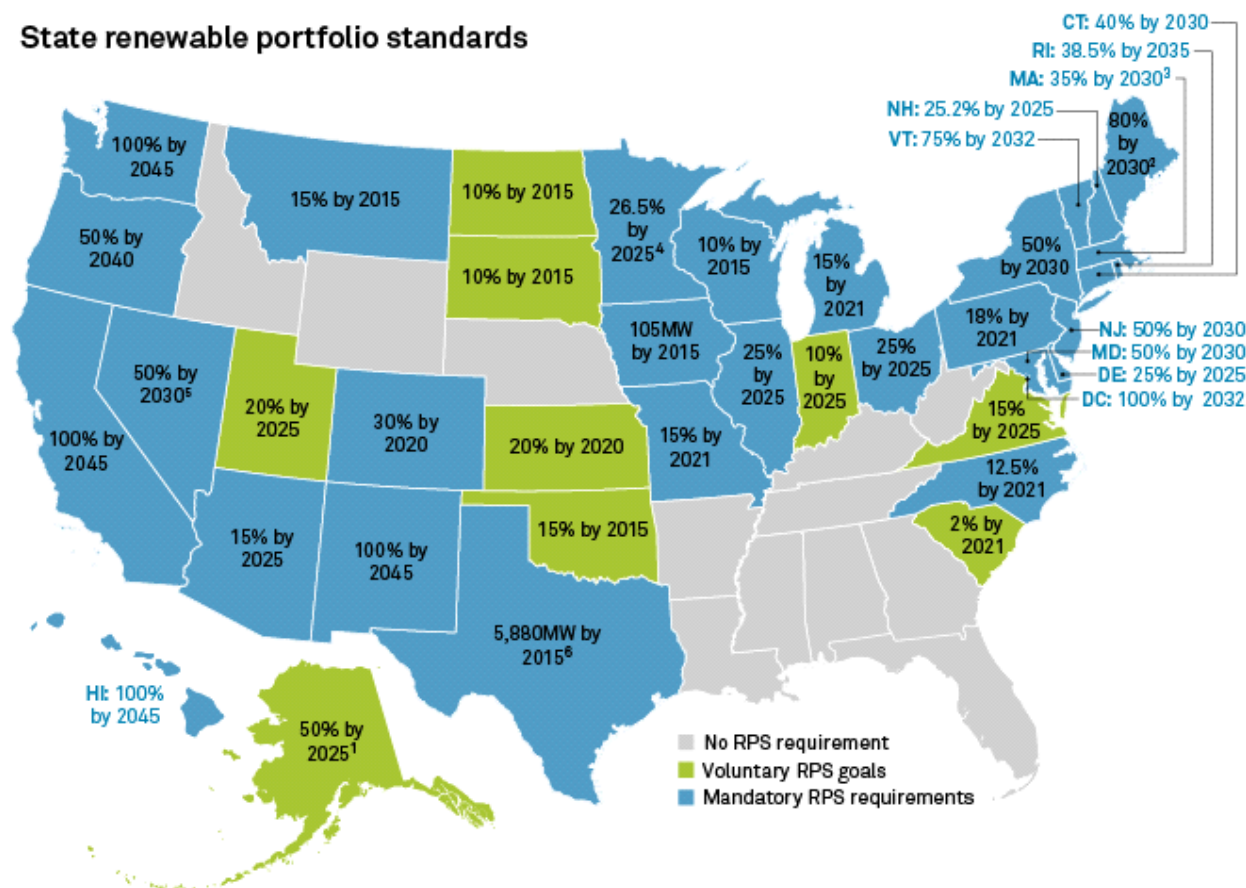 State renewable portfolio standards
CT: 40% by 2030
RI: 38.5% by 2035
MA: 35% by 2030³
NH: 25.2% by 2025
VT: 75% by 2032
80%
by
2030²
100% by
2045
15% by 2015
10% by 2015
26.5%
by
2025⁴
50% by
2040
10% by 2015
10% by
2015
15%
by
2021
50%
by 2030
18% by
2021
NJ: 50% by 2030
MD: 50% by 2030
DE: 25% by 2025
DC: 100% by 2032
105MW
by 2015
25%
by
2025
10%
by
2025
25%
by 2025
50% by
2030⁵
20% by
2025
30% by
2020
20% by 2020
15% by
2021
15%
by 2025
100% by
2045
12.5%
by 2021
15% by
2025
100% by
2045
15% by 2015
2% by
2021
5,880MW by
2015⁶
HI: 100%
by 2045
50% by
2025¹
No RPS requirement
Voluntary RPS goals
Mandatory RPS requirements